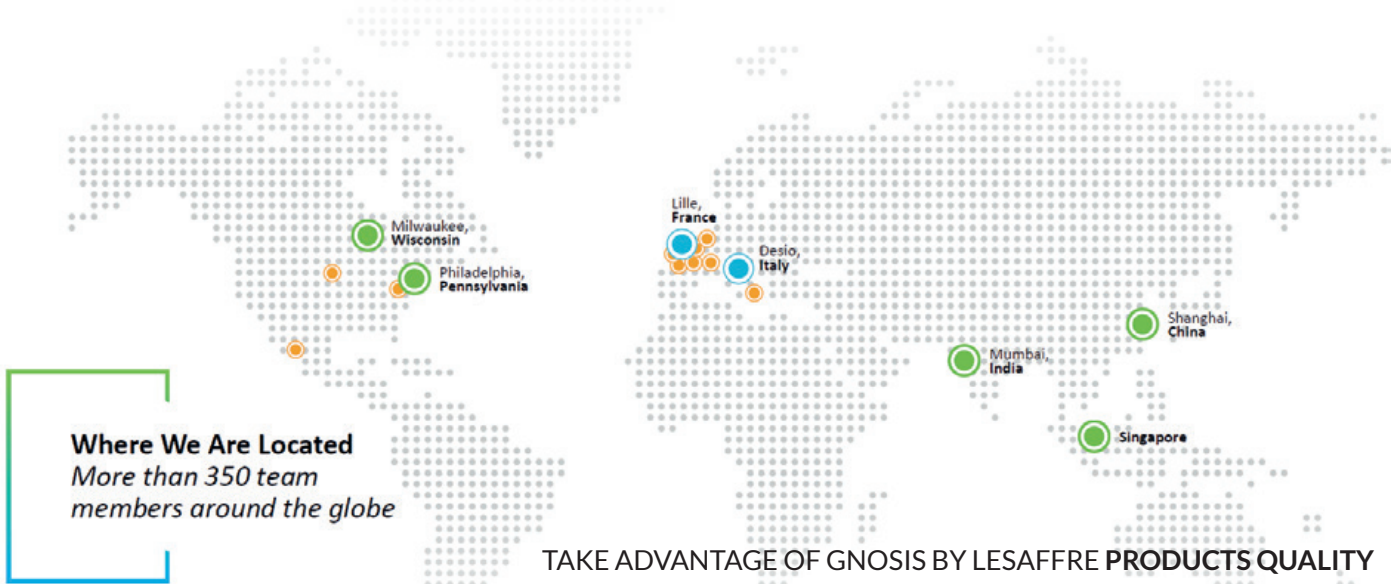 Lille,
France
Milwaukee,
Wisconsin
Desio,
Italy
Philadelphia,
Pennsylvania
Shanghai,
China
Mumbai,
India
Singapore
Where We Are Located
More than 350 team
members around the globe
TAKE ADVANTAGE OF GNOSIS BY LESAFFRE PRODUCTS QUALITY